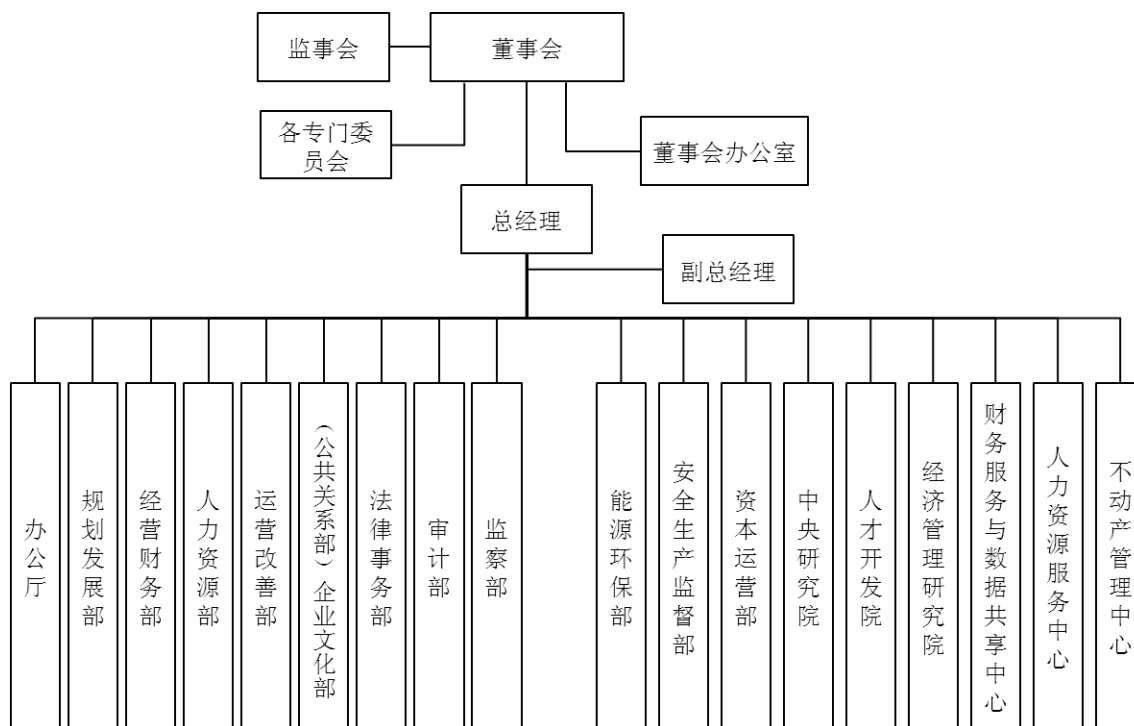 监事会
董事会
各专门委
员会
董事会办公室
总经理
副总经理
办公厅
规划发展部
经营财务部
人力资源部
运营改善部
（公共关系部）企业文化部
法律事务部
审计部
监察部
能源环保部
安全生产监督部
资本运营部
中央研究院
人才开发院
经济管理研究院
财务服务与数据共享中心
人力资源服务中心
不动产管理中心